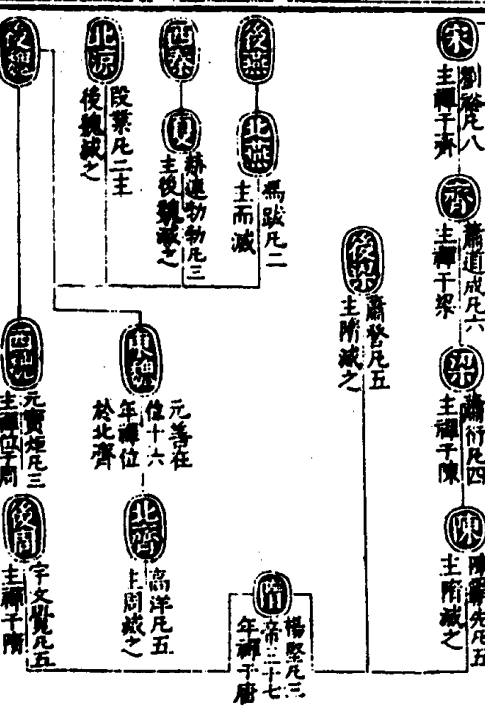 宋
劉裕凡八
主禪于齊
齊
蕭道成凡六
主禪于梁
梁
蕭衍凡四
主禪于陳
陳
陳霸先凡五
主隋滅之
後梁
蕭詧凡五
主隋滅之
後燕
北燕
馮跋凡二
主而滅
西秦
夏
赫連勃勃凡三
主後魏滅之
北涼
段業凡二主
後魏滅之
後魏
東魏
元善在
位十六
年禪位
於北齊
北齊
高洋凡五
主周滅之
西魏
元寶炬凡三
主禪位于周
後周
宇文覺凡五
主禪于隋
隋
楊堅凡三
帝三十七
年禪于唐